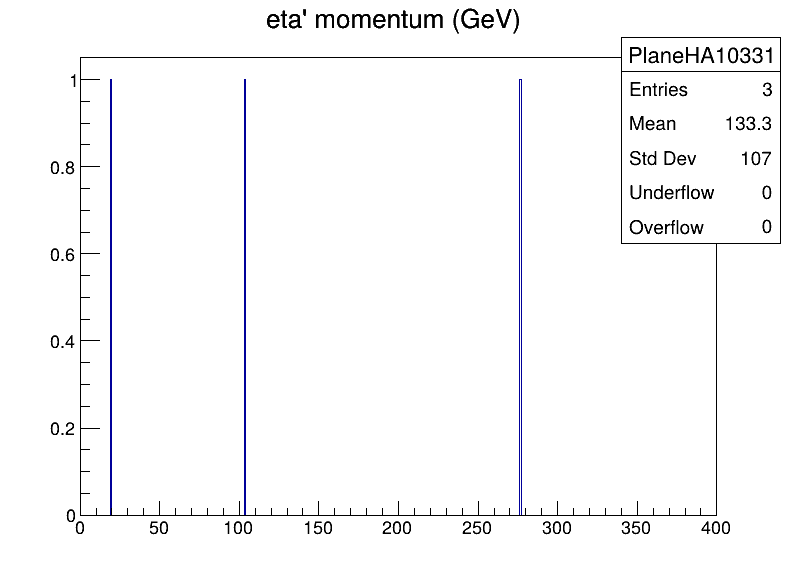 eta' momentum (GeV)
PlaneHA10331
Entries 3
Mean 133.3
Std Dev 107
Underflow 0
Overflow 0
1
0.8
0.6
0.4
0.2
0
0 50 100 150 200 250 300 350 400